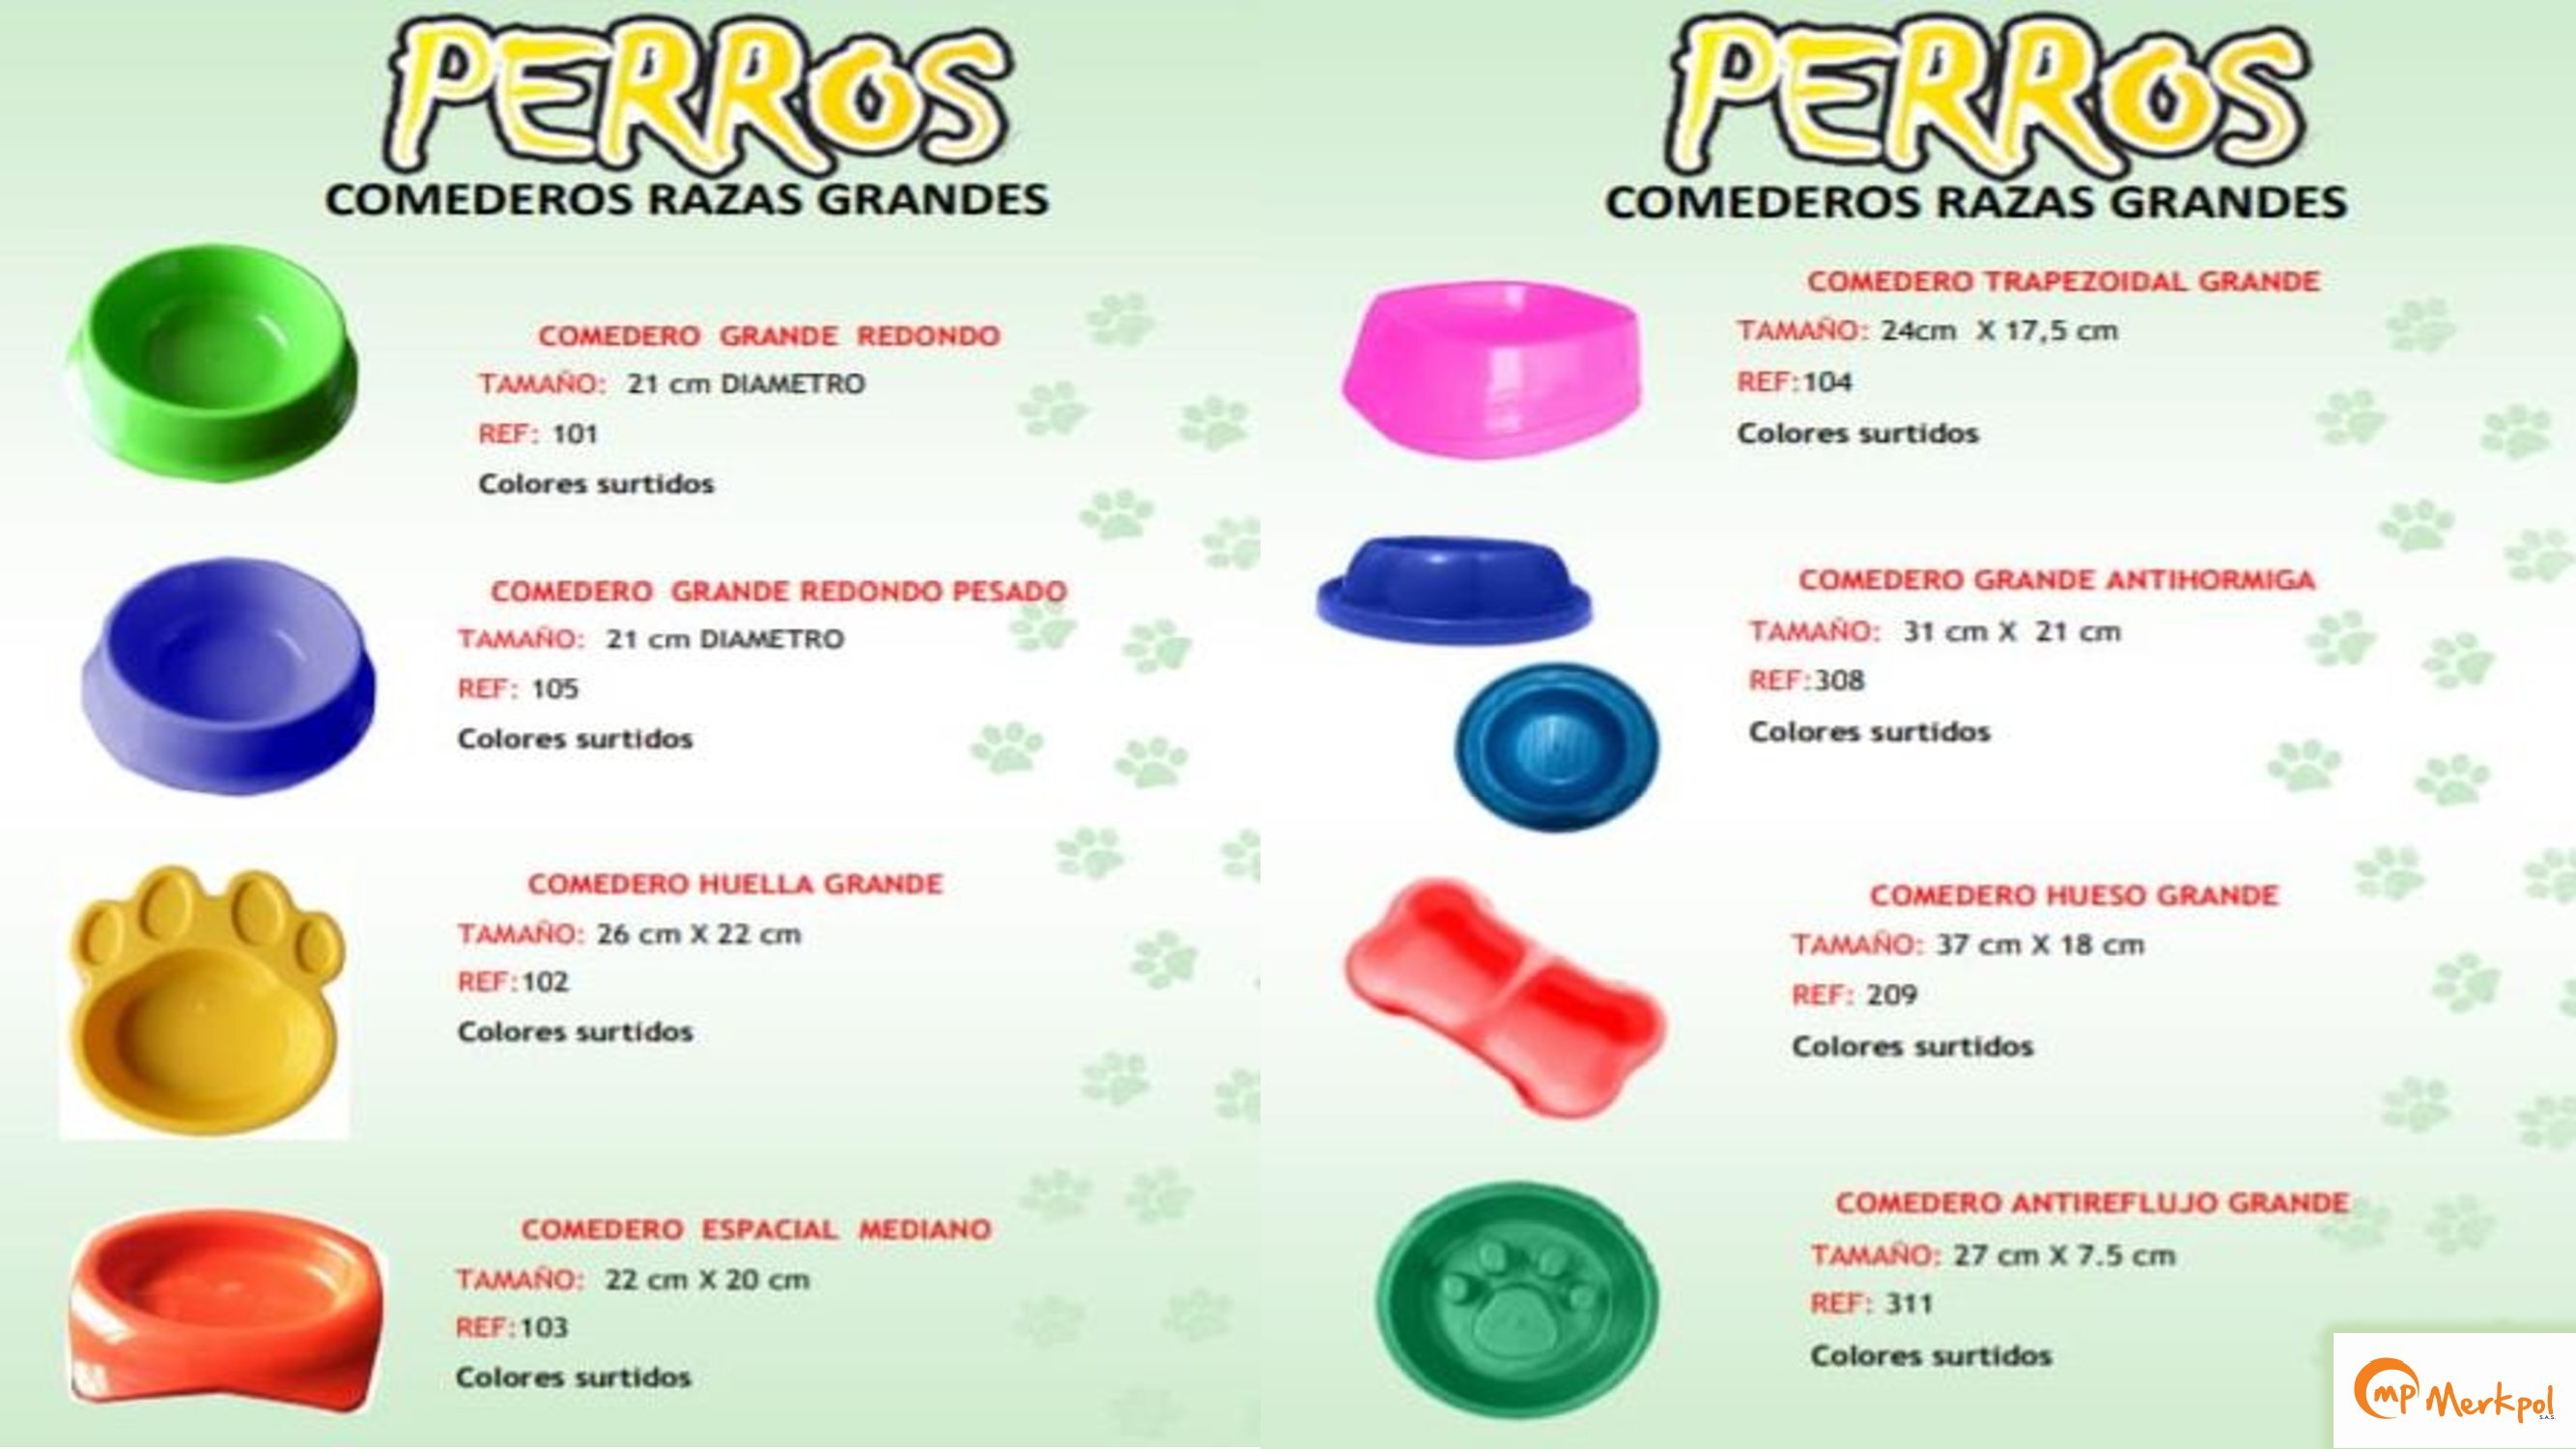 PERROS
COMEDEROS RAZAS GRANDES
COMEDERO GRANDE REDONDO
TAMAÑO: 21 cm DIAMETRO
REF: 101
Colores surtidos
COMEDERO GRANDE REDONDO PESADO
TAMAÑO: 21 cm DIAMETRO
REF: 105
Colores surtidos
COMEDERO HUELLA GRANDE
TAMAÑO: 26 cm X 22 cm
REF:102
Colores surtidos
COMEDERO ESPACIAL MEDIANO
TAMAÑO: 22 cm X 20 cm
REF:103
Colores surtidos
PERROS
COMEDEROS RAZAS GRANDES
COMEDERO TRAPEZOIDAL GRANDE
TAMAÑO: 24cm X 17,5 cm
REF:104
Colores surtidos
COMEDERO GRANDE ANTIHORMIGA
TAMAÑO: 31 cm X 21 cm
REF:308
Colores surtidos
COMEDERO HUESO GRANDE
TAMAÑO: 37 cm X 18 cm
REF: 209
Colores surtidos
COMEDERO ANTIREFLUJO GRANDE
TAMAÑO: 27 cm X 7.5 cm
REF: 311
Colores surtidos
mp Merkpol
S.A.S.